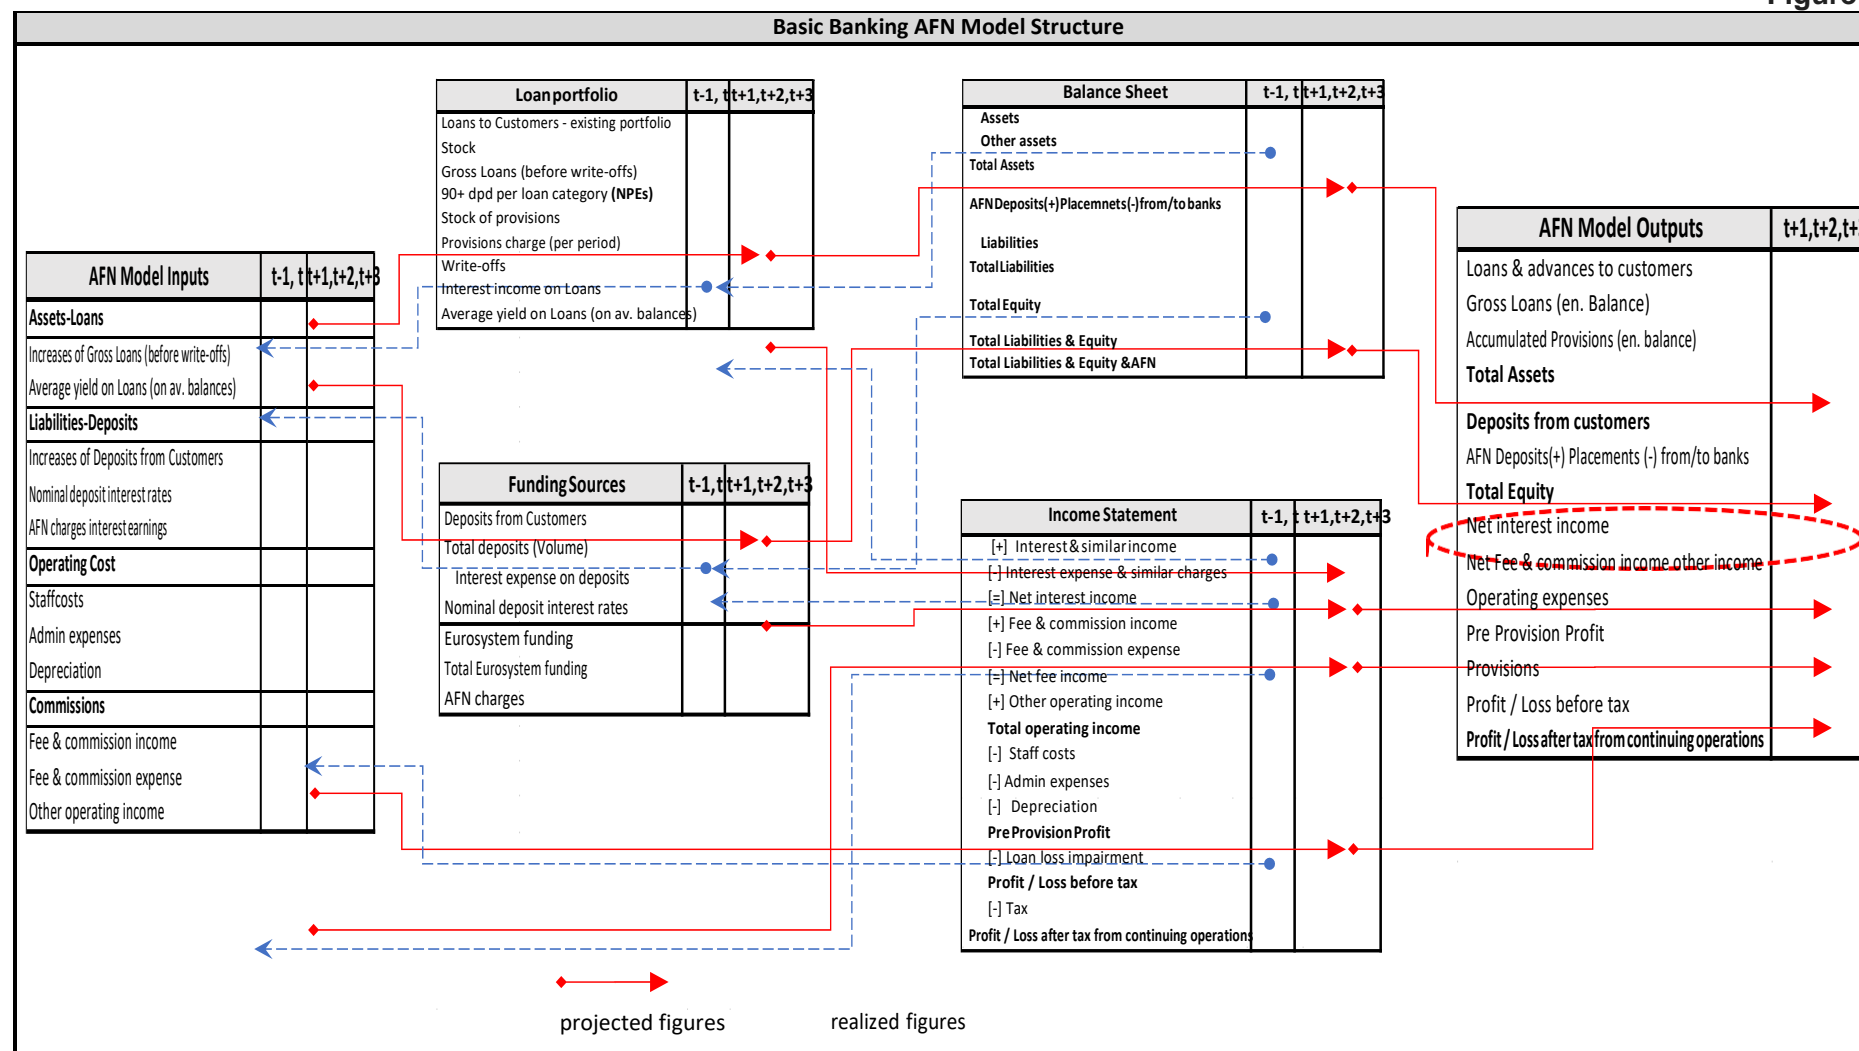 Figure
Basic Banking AFN Model Structure
Loan portfolio t-1, t t+1,t+2,t+3
Loans to Customers - existing portfolio
Stock
Gross Loans (before write-offs)
90+ dpd per loan category (NPEs)
Stock of provisions
Provisions charge (per period)
Write-offs
Interest income on Loans
Average yield on Loans (on av. balances)
Balance Sheet t-1, t t+1,t+2,t+3
Assets
Other assets
Total Assets
AFN Deposits(+) Placemnets(-) from/to banks
Liabilities
Total Liabilities
Total Equity
Total Liabilities & Equity
Total Liabilities & Equity & AFN
AFN Model Inputs t-1, t t+1,t+2,t+3
Assets-Loans
Increases of Gross Loans (before write-offs)
Average yield on Loans (on av. balances)
Liabilities-Deposits
Increases of Deposits from Customers
Nominal deposit interest rates
AFN charges interest earnings
Operating Cost
Staff costs
Admin expenses
Depreciation
Commissions
Fee & commission income
Fee & commission expense
Other operating income
Funding Sources t-1, t t+1,t+2,t+3
Deposits from Customers
Total deposits (Volume)
Interest expense on deposits
Nominal deposit interest rates
Eurosystem funding
Total Eurosystem funding
AFN charges
Income Statement t-1, t t+1,t+2,t+3
[+] Interest & similar income
[-] Interest expense & similar charges
[=] Net interest income
[+] Fee & commission income
[-] Fee & commission expense
[=] Net fee income
[+] Other operating income
Total operating income
[-] Staff costs
[-] Admin expenses
[-] Depreciation
Pre Provision Profit
[-] Loan loss impairment
Profit / Loss before tax
[-] Tax
Profit / Loss after tax from continuing operations
AFN Model Outputs t+1,t+2,t+
Loans & advances to customers
Gross Loans (en. Balance)
Accumulated Provisions (en. balance)
Total Assets
Deposits from customers
AFN Deposits(+) Placements (-) from/to banks
Total Equity
Net interest income
Net Fee & commission income other income
Operating expenses
Pre Provision Profit
Provisions
Profit / Loss before tax
Profit / Loss after tax from continuing operations
projected figures realized figures